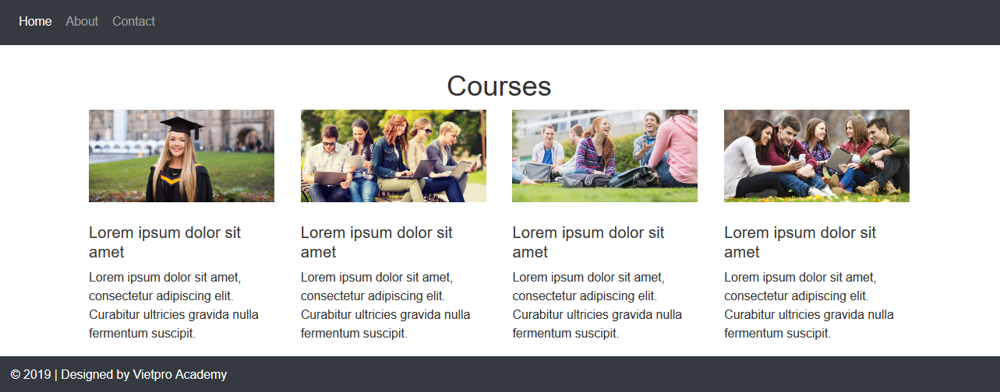 Home About Contact
Courses
Lorem ipsum dolor sit
amet
Lorem ipsum dolor sit amet,
consectetur adipiscing elit.
Curabitur ultricies gravida nulla
fermentum suscipit.
Lorem ipsum dolor sit
amet
Lorem ipsum dolor sit amet,
consectetur adipiscing elit.
Curabitur ultricies gravida nulla
fermentum suscipit.
Lorem ipsum dolor sit
amet
Lorem ipsum dolor sit amet,
consectetur adipiscing elit.
Curabitur ultricies gravida nulla
fermentum suscipit.
Lorem ipsum dolor sit
amet
Lorem ipsum dolor sit amet,
consectetur adipiscing elit.
Curabitur ultricies gravida nulla
fermentum suscipit.
© 2019 | Designed by Vietpro Academy